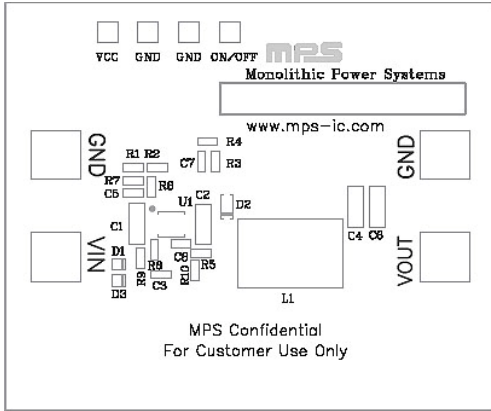 VCC GND GND ON/OFF
MPS
Monolithic Power Systems
www.mps-ic.com
GND
GND
R4
R1 R2
C7 R3
R7
R6
C5
U1
C2
C1
D2
C4 C6
VIN
VOUT
D1
R9
R8
C8
R5
D3
C3
R10
L1
MPS Confidential
For Customer Use Only